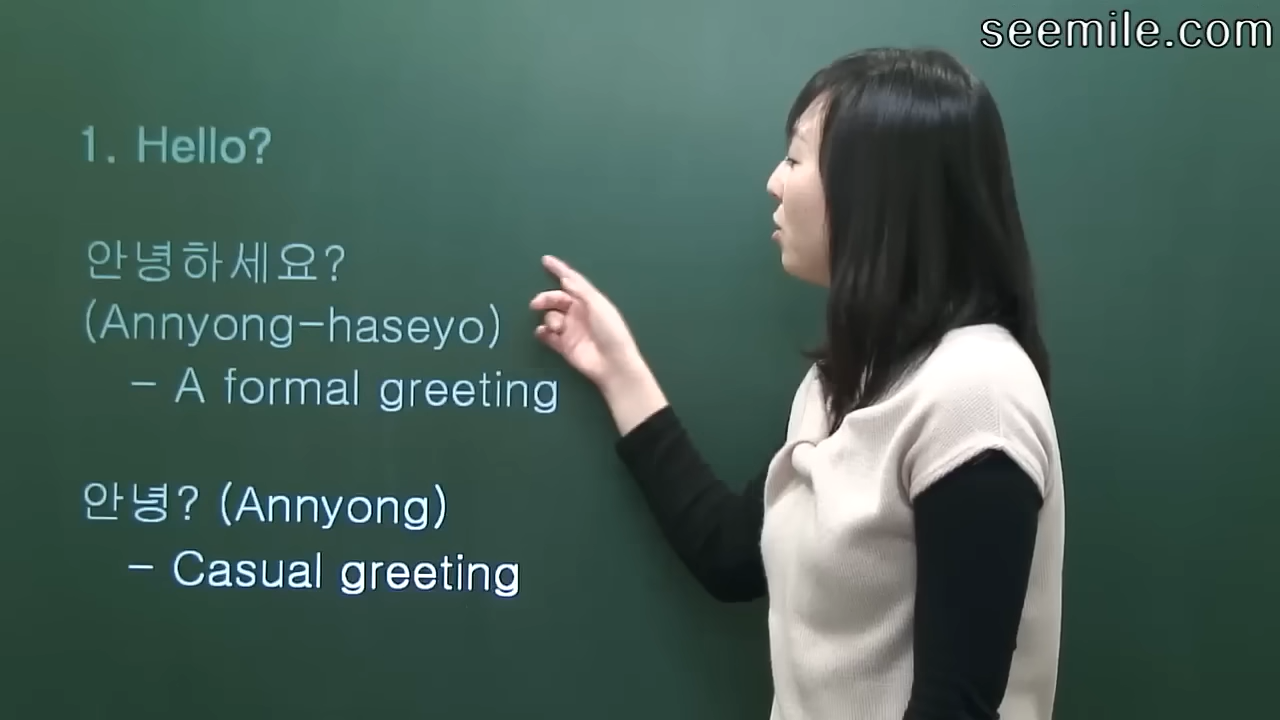 seemile.com
1. Hello?
안녕하세요?
(Annyong-haseyo)
- A formal greeting
안녕? (Annyong)
- Casual greeting